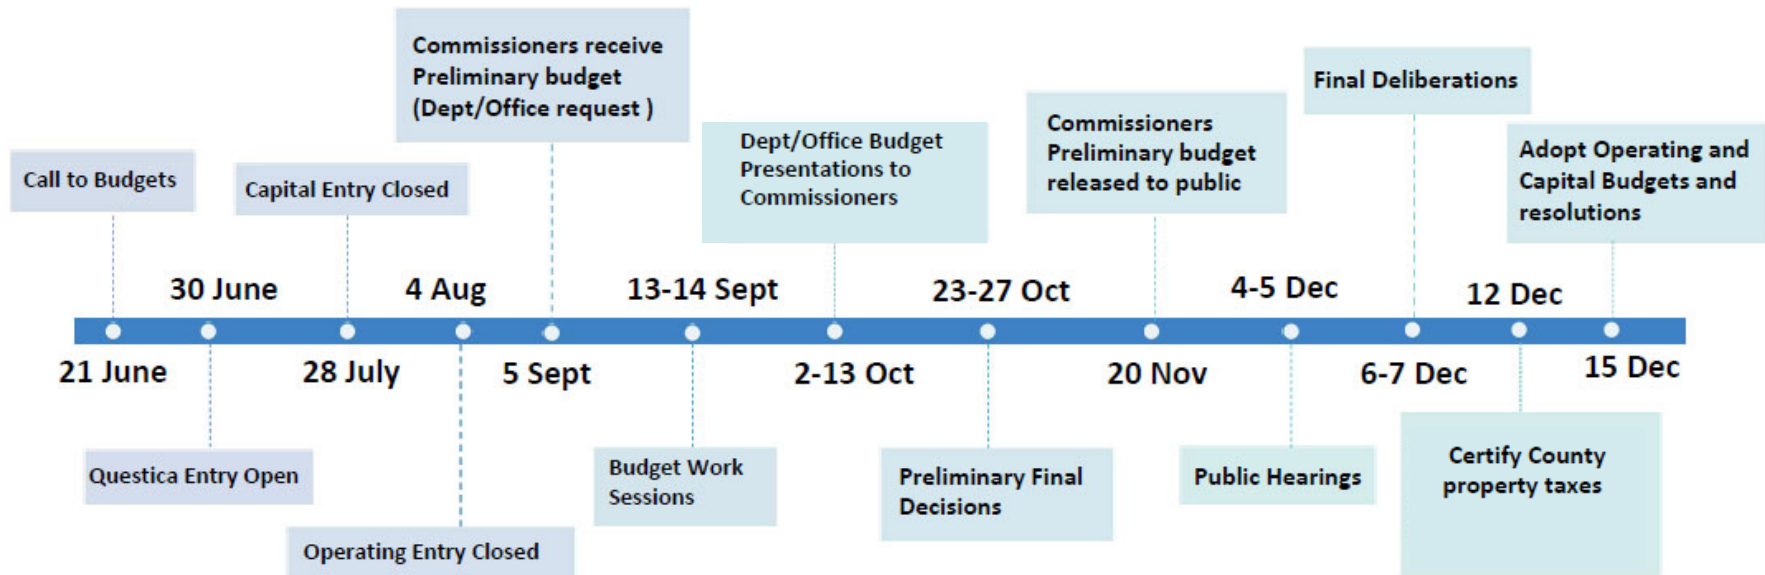 Commissioners receive
Preliminary budget
(Dept/Office request )
Final Deliberations
Commissioners
Preliminary budget
released to public
Dept/Office Budget
Presentations to
Commissioners
Adopt Operating and
Capital Budgets and
resolutions
Call to Budgets
Capital Entry Closed
30 June
4 Aug
13-14 Sept
23-27 Oct
4-5 Dec
12 Dec
21 June
28 July
5 Sept
2-13 Oct
20 Nov
6-7 Dec
15 Dec
Questica Entry Open
Budget Work
Sessions
Preliminary Final
Decisions
Public Hearings
Certify County
property taxes
Operating Entry Closed